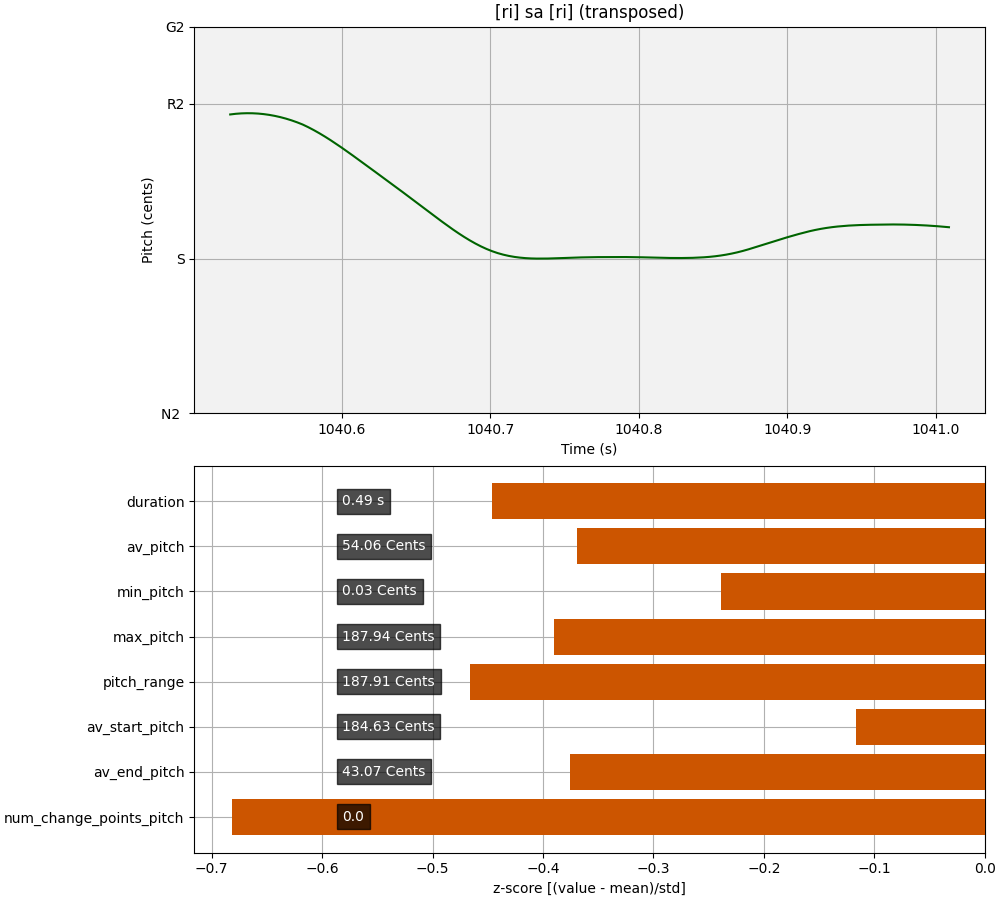 [ri] sa [ri] (transposed)
G2
R2
S
N2
Pitch (cents)
1040.6 1040.7 1040.8 1040.9 1041.0
Time (s)
duration 0.49 s
av_pitch 54.06 Cents
min_pitch 0.03 Cents
max_pitch 187.94 Cents
pitch_range 187.91 Cents
av_start_pitch 184.63 Cents
av_end_pitch 43.07 Cents
num_change_points_pitch 0.0
−0.7 −0.6 −0.5 −0.4 −0.3 −0.2 −0.1 0.0
z-score [(value - mean)/std]